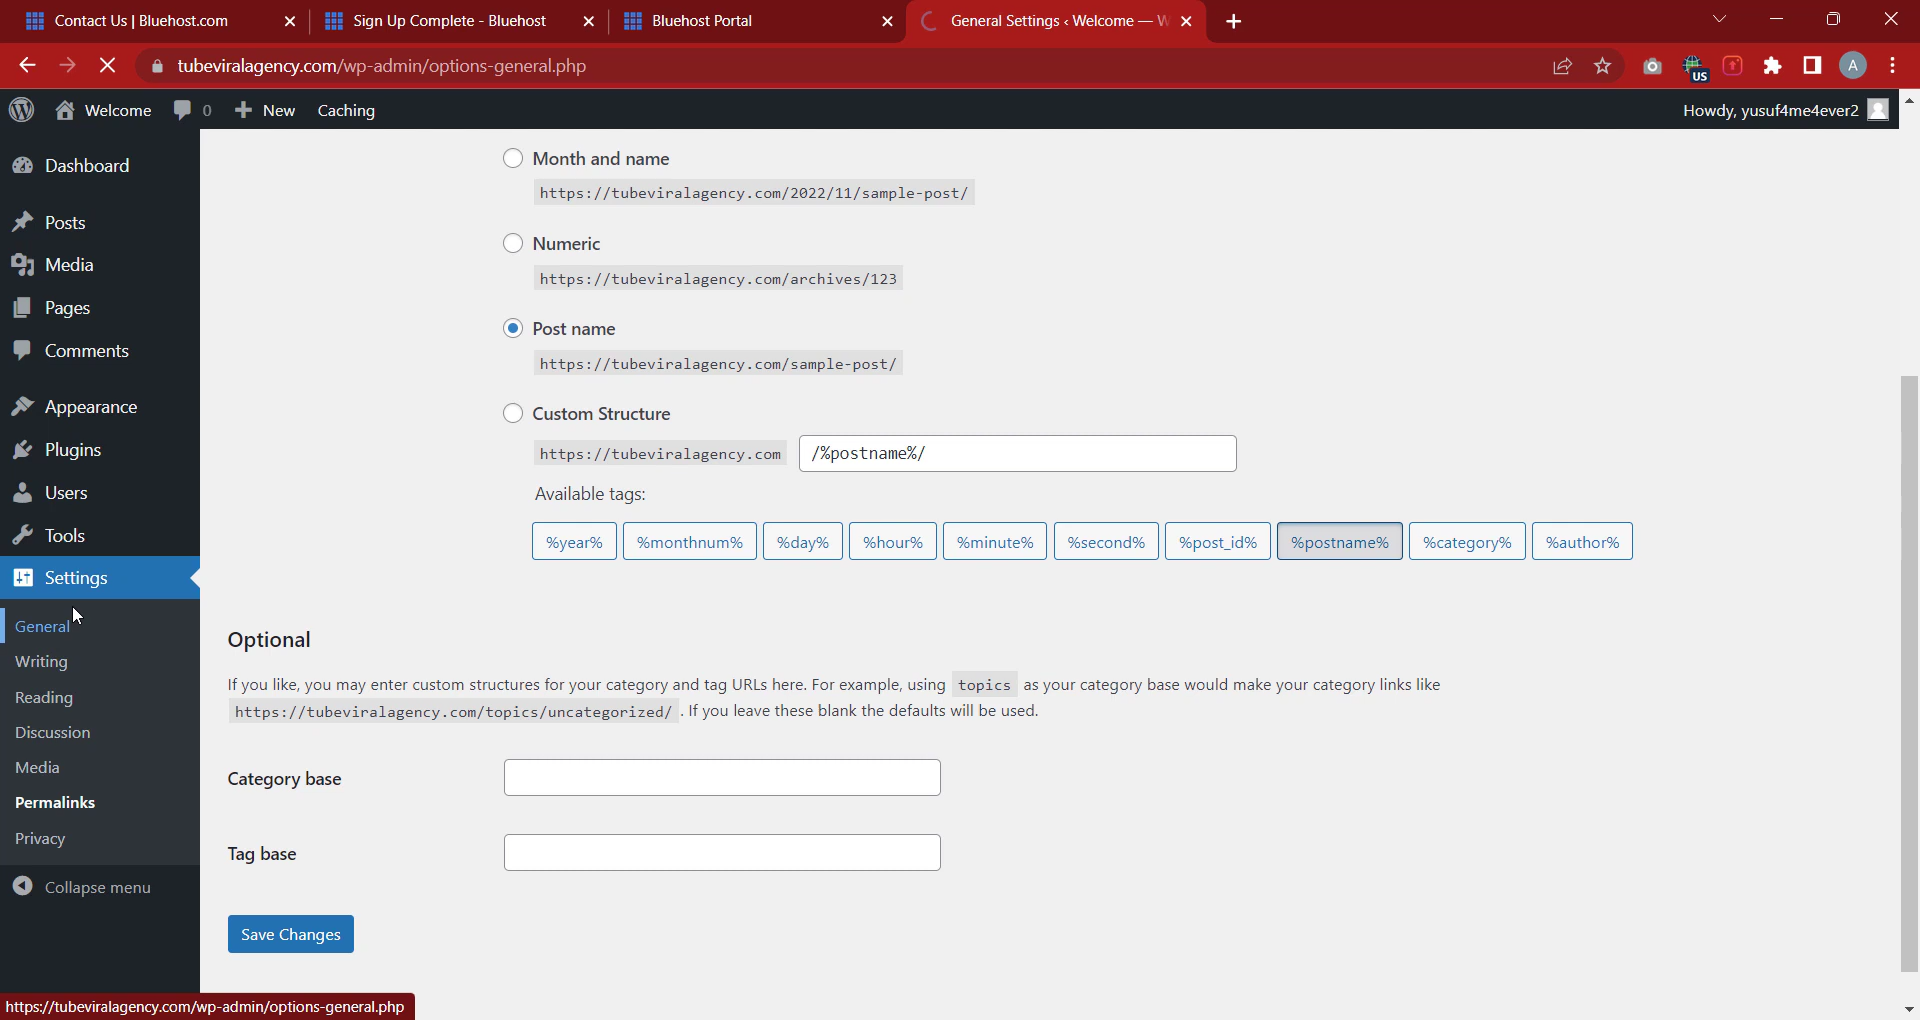 Contact Us | Bluehost.com
Sign Up Complete - Bluehost
Bluehost Portal
General Settings ‹ Welcome — W
tubeviralagency.com/wp-admin/options-general.php
US
A
Welcome
0
New
Caching
Howdy, yusuf4me4ever2
Dashboard
Posts
Media
Pages
Comments
Appearance
Plugins
Users
Tools
Settings
General
Writing
Reading
Discussion
Media
Permalinks
Privacy
Collapse menu
Month and name
https://tubeviralagency.com/2022/11/sample-post/
Numeric
https://tubeviralagency.com/archives/123
Post name
https://tubeviralagency.com/sample-post/
Custom Structure
https://tubeviralagency.com /%postname%/
Available tags:
%year% %monthnum% %day% %hour% %minute% %second% %post_id% %postname% %category% %author%
Optional
If you like, you may enter custom structures for your category and tag URLs here. For example, using topics as your category base would make your category links like
https://tubeviralagency.com/topics/uncategorized/ . If you leave these blank the defaults will be used.
Category base
Tag base
Save Changes
https://tubeviralagency.com/wp-admin/options-general.php